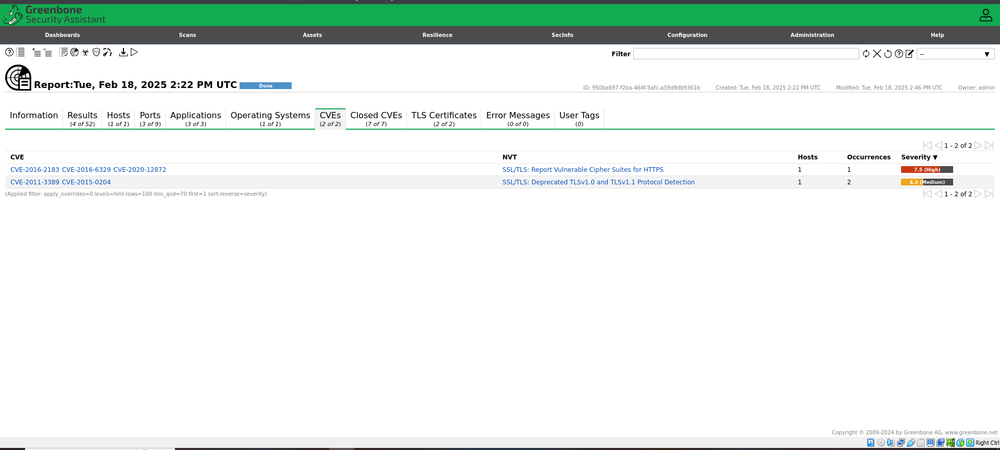 Greenbone
Security Assistant
Dashboards Scans Assets Resilience SecInfo Configuration Administration Help
Filter --
Report:Tue, Feb 18, 2025 2:22 PM UTC Done
ID: 950ba697-f2ba-464f-9afc-a39d9db9361b Created: Tue, Feb 18, 2025 2:22 PM UTC Modified: Tue, Feb 18, 2025 2:46 PM UTC Owner: admin
Information Results Hosts Ports Applications Operating Systems CVEs Closed CVEs TLS Certificates Error Messages User Tags
(4 of 52) (1 of 1) (3 of 9) (3 of 3) (1 of 1) (2 of 2) (7 of 7) (2 of 2) (0 of 0) (0)
1 - 2 of 2
CVE NVT Hosts Occurrences Severity ▼
CVE-2016-2183 CVE-2016-6329 CVE-2020-12872 SSL/TLS: Report Vulnerable Cipher Suites for HTTPS 1 1 7.5 (High)
CVE-2011-3389 CVE-2015-0204 SSL/TLS: Deprecated TLSv1.0 and TLSv1.1 Protocol Detection 1 2 4.3 (Medium)
(Applied filter: apply_overrides=0 levels=hml rows=100 min_qod=70 first=1 sort-reverse=severity) 1 - 2 of 2
Copyright © 2009-2024 by Greenbone AG, www.greenbone.net
Right Ctrl